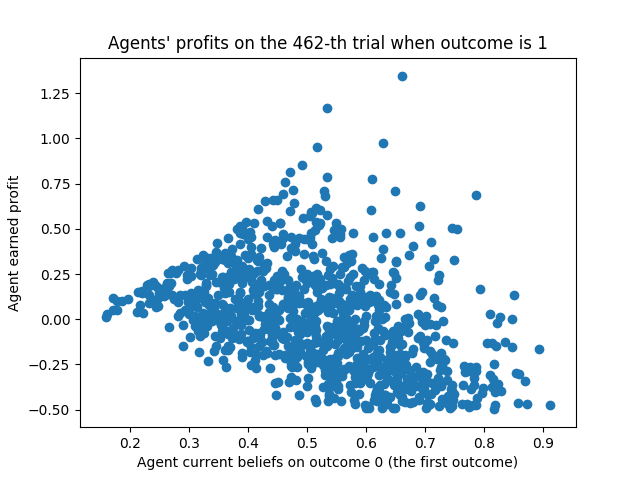 Agents' profits on the 462-th trial when outcome is 1
Agent earned profit
1.25
1.00
0.75
0.50
0.25
0.00
−0.25
−0.50
0.2 0.3 0.4 0.5 0.6 0.7 0.8 0.9
Agent current beliefs on outcome 0 (the first outcome)